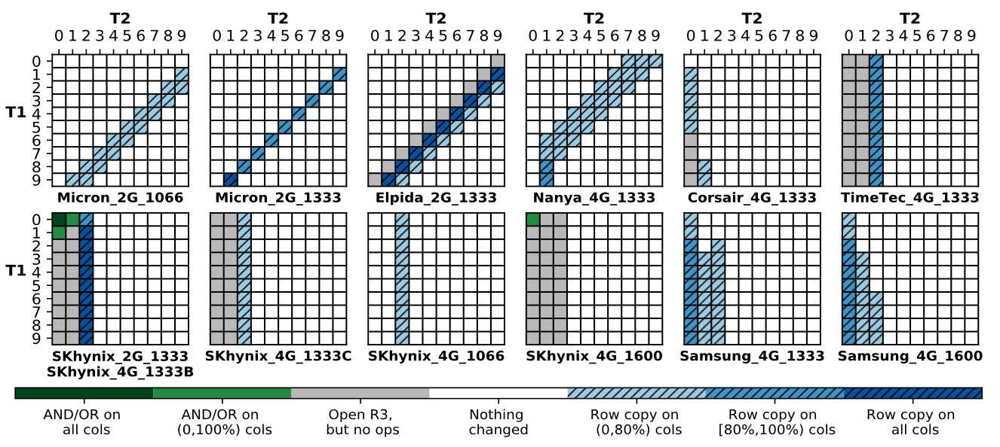 T2 T2 T2 T2 T2 T2
0 1 2 3 4 5 6 7 8 9 0 1 2 3 4 5 6 7 8 9 0 1 2 3 4 5 6 7 8 9 0 1 2 3 4 5 6 7 8 9 0 1 2 3 4 5 6 7 8 9 0 1 2 3 4 5 6 7 8 9
0
1
2
3
T1 4
5
6
7
8
9
Micron_2G_1066 Micron_2G_1333 Elpida_2G_1333 Nanya_4G_1333 Corsair_4G_1333 TimeTec_4G_1333
0
1
2
3
T1 4
5
6
7
8
9
SKhynix_2G_1333 SKhynix_4G_1333C SKhynix_4G_1066 SKhynix_4G_1600 Samsung_4G_1333 Samsung_4G_1600
SKhynix_4G_1333B
AND/OR on AND/OR on Open R3, Nothing Row copy on Row copy on Row copy on
all cols (0,100%) cols but no ops changed (0,80%) cols [80%,100%) cols all cols